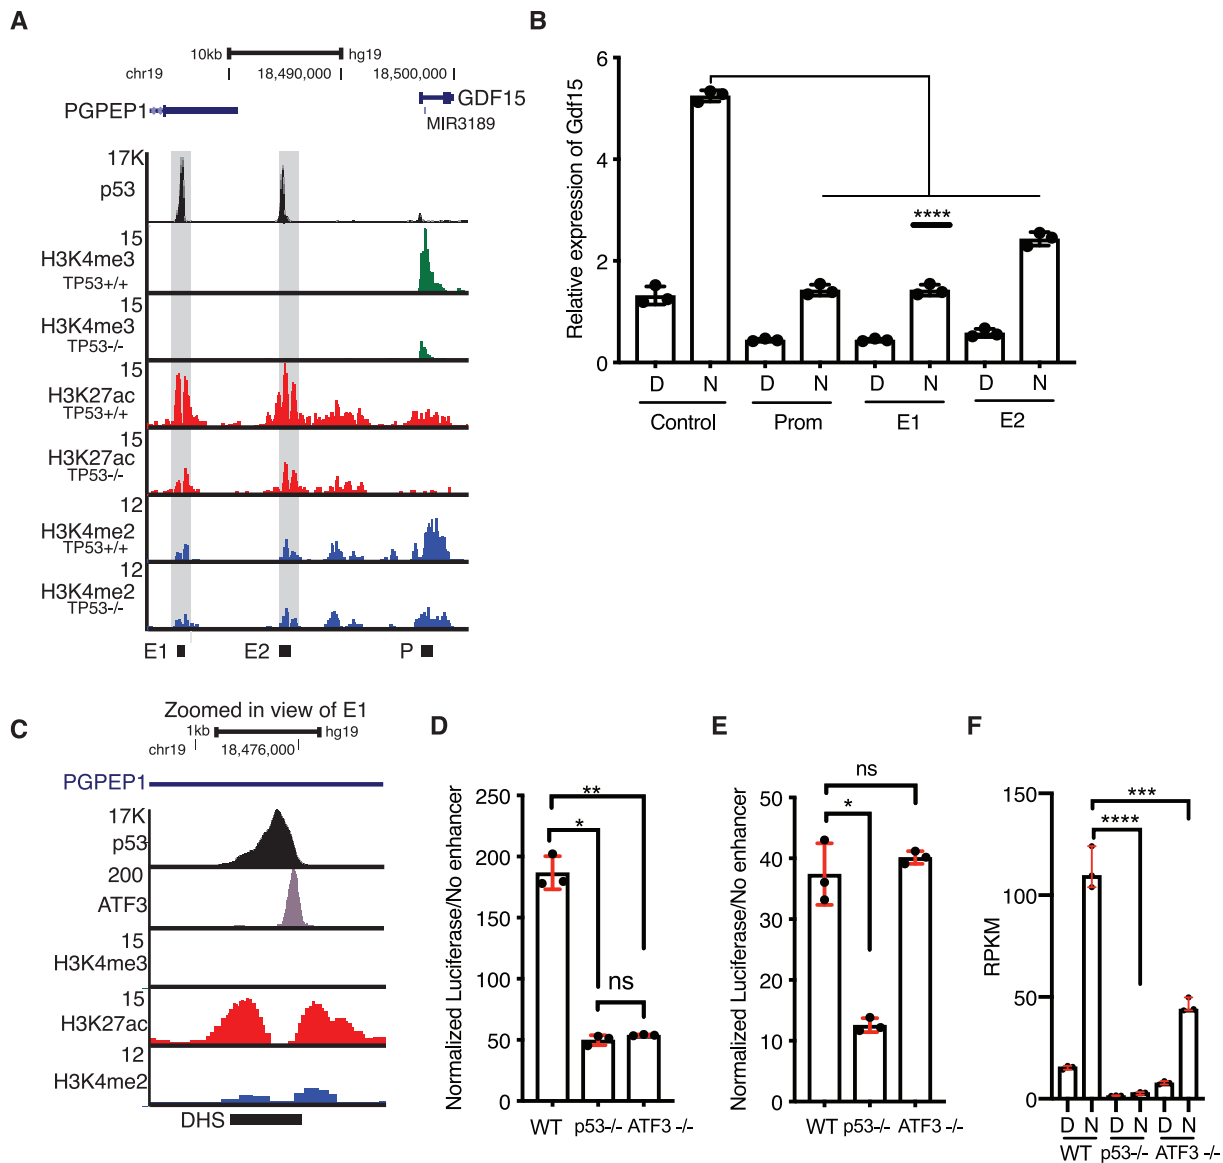 A
10kb hg19
chr19 18,490,000 18,500,000
PGPEP1 GDF15
MIR3189
17K
p53
15
H3K4me3
TP53+/+
15
H3K4me3
TP53-/-
15
H3K27ac
TP53+/+
15
H3K27ac
TP53-/-
12
H3K4me2
TP53+/+
12
H3K4me2
TP53-/-
E1 E2 P
B
Relative expression of Gdf15
6
4
2
0
****
D N D N D N D N
Control Prom E1 E2
C
Zoomed in view of E1
1kb hg19
chr19 18,476,000
PGPEP1
17K
p53
200
ATF3
15
H3K4me3
15
H3K27ac
12
H3K4me2
DHS
D
Normalized Luciferase/No enhancer
250
200
150
100
50
0
**
*
ns
WT p53-/- ATF3 -/-
E
Normalized Luciferase/No enhancer
50
40
30
20
10
0
ns
*
WT p53-/- ATF3 -/-
F
RPKM
150
100
50
0
***
****
D N D N D N
WT p53-/- ATF3 -/-